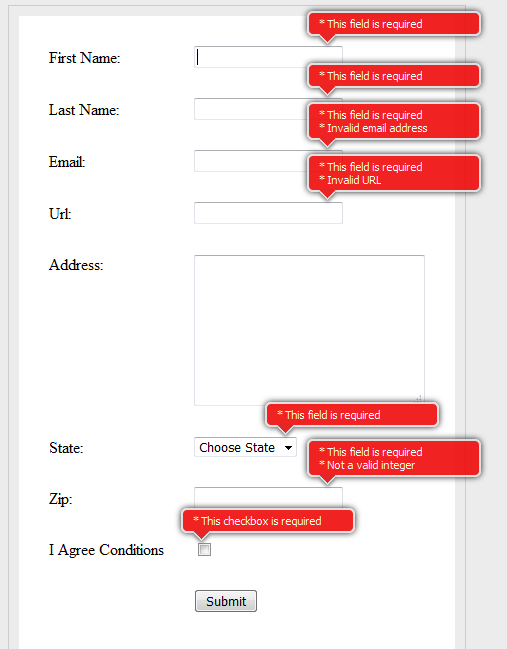 * This field is required
First Name:
* This field is required
Last Name:
* This field is required
* Invalid email address
Email:
* This field is required
* Invalid URL
Url:
Address:
* This field is required
State:
Choose State
* This field is required
* Not a valid integer
Zip:
* This checkbox is required
I Agree Conditions
Submit